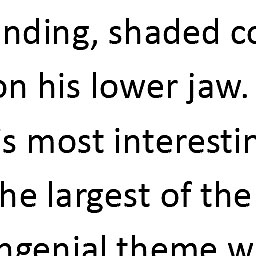 nding, shaded co
on his lower jaw.
s most interestin
he largest of the
ngenial theme w